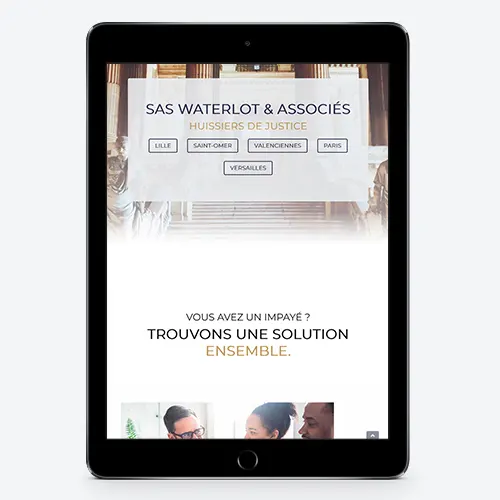 SAS WATERLOT & ASSOCIÉS
HUISSIERS DE JUSTICE
LILLE SAINT-OMER VALENCIENNES PARIS
VERSAILLES
VOUS AVEZ UN IMPAYÉ ?
TROUVONS UNE SOLUTION
ENSEMBLE.